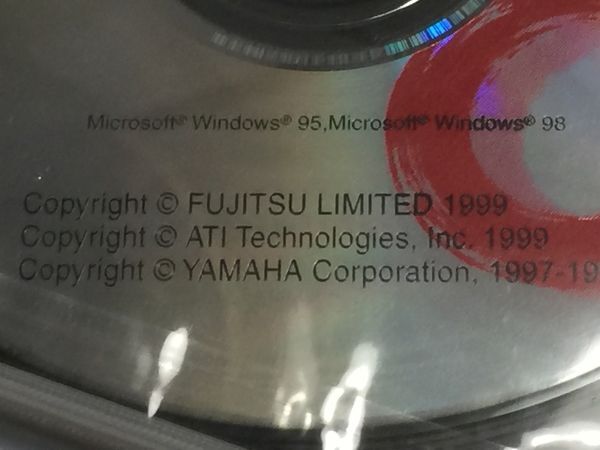 Microsoft® Windows® 95,Microsoft® Windows® 98
Copyright © FUJITSU LIMITED 1999
Copyright © ATI Technologies, Inc. 1999
Copyright © YAMAHA Corporation, 1997-19